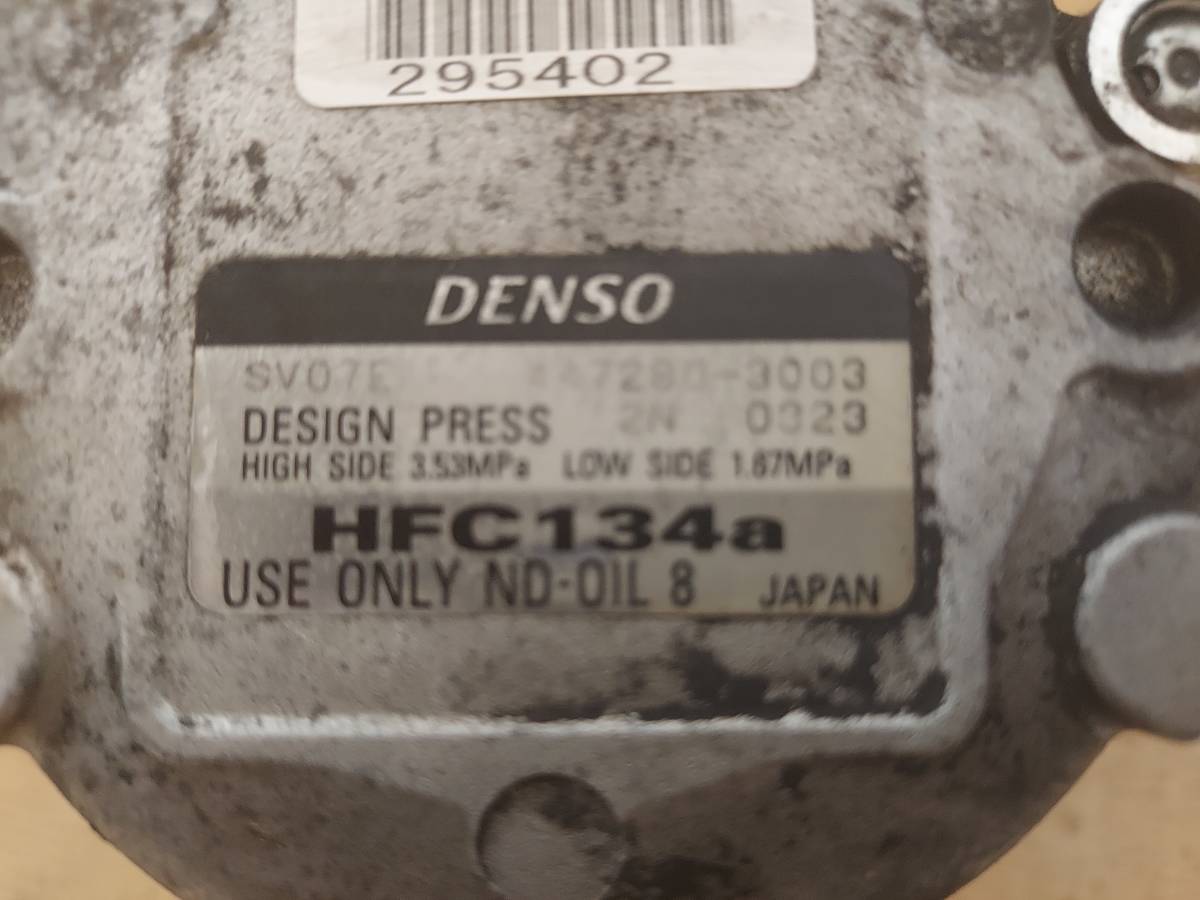 295402
DENSO
SV07E 447280-3003
DESIGN PRESS 2N 0323
HIGH SIDE 3.53MPa LOW SIDE 1.67MPa
HFC134a
USE ONLY ND-OIL 8 JAPAN